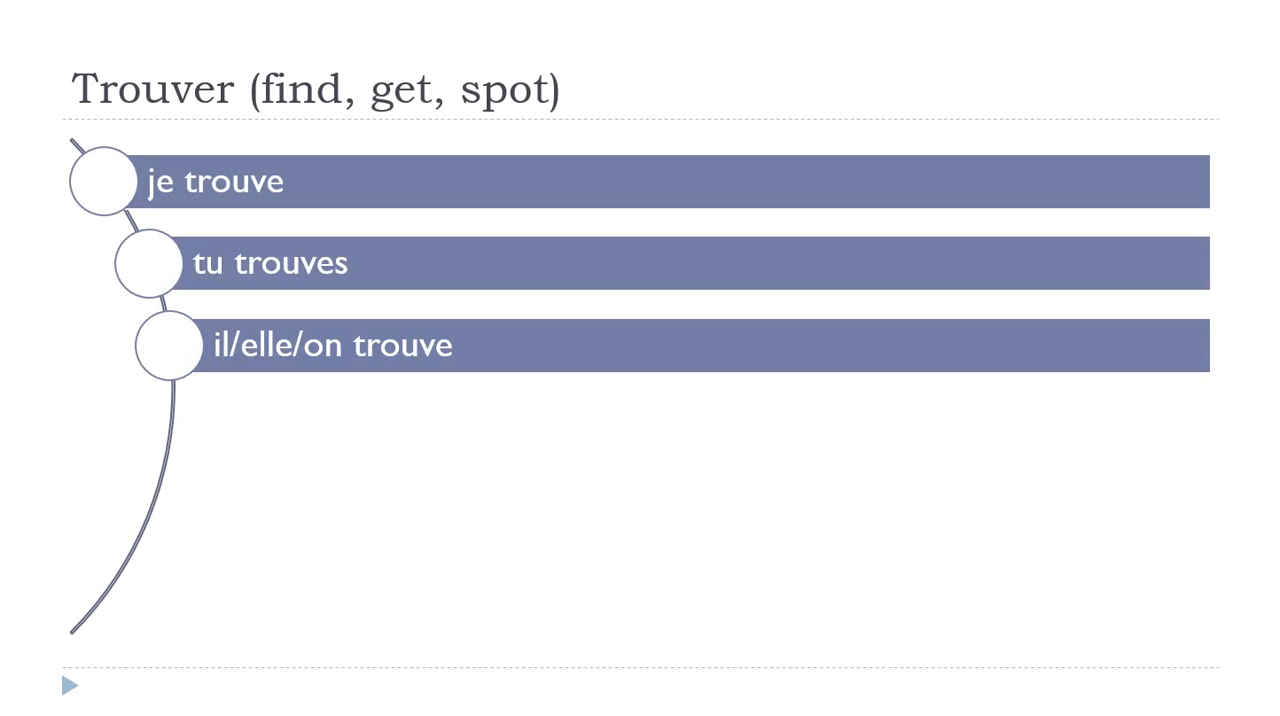 Trouver (find, get, spot)
je trouve
tu trouves
il/elle/on trouve